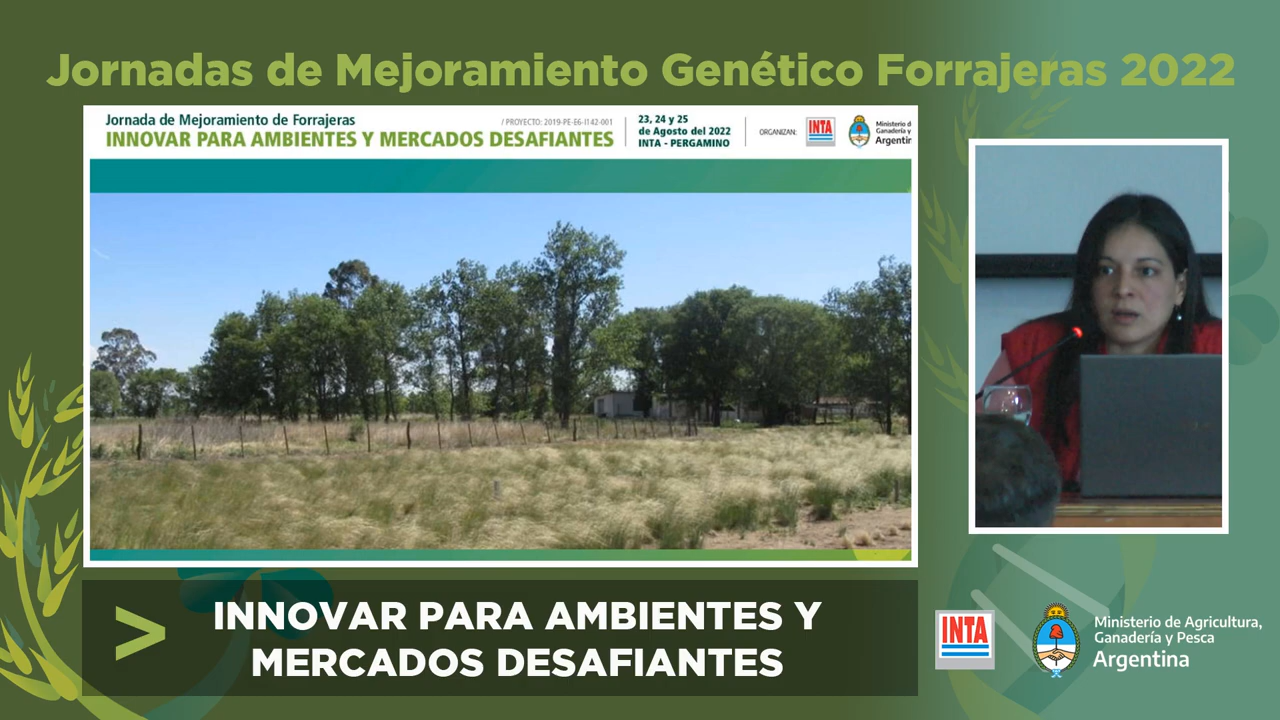 Jornadas de Mejoramiento Genético Forrajeras 2022
Jornada de Mejoramiento de Forrajeras
/ PROYECTO: 2019-PE-E6-I142-001
INNOVAR PARA AMBIENTES Y MERCADOS DESAFIANTES
23, 24 y 25
de Agosto del 2022
INTA - PERGAMINO
ORGANIZAN:
INTA
Ministerio d
Ganadería y
Argentin
> INNOVAR PARA AMBIENTES Y
MERCADOS DESAFIANTES
INTA
Ministerio de Agricultura,
Ganadería y Pesca
Argentina